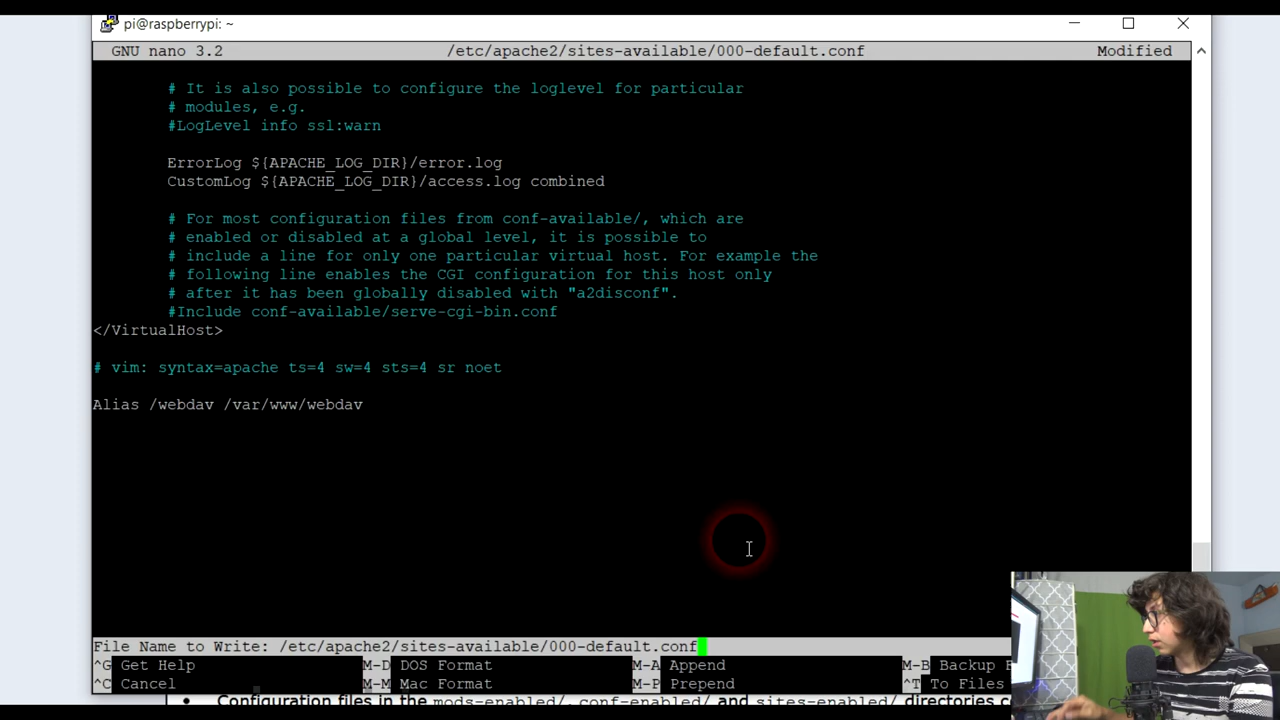 pi@raspberrypi: ~
GNU nano 3.2 /etc/apache2/sites-available/000-default.conf Modified
# It is also possible to configure the loglevel for particular
# modules, e.g.
#LogLevel info ssl:warn
ErrorLog ${APACHE_LOG_DIR}/error.log
CustomLog ${APACHE_LOG_DIR}/access.log combined
# For most configuration files from conf-available/, which are
# enabled or disabled at a global level, it is possible to
# include a line for only one particular virtual host. For example the
# following line enables the CGI configuration for this host only
# after it has been globally disabled with "a2disconf".
#Include conf-available/serve-cgi-bin.conf
</VirtualHost>
# vim: syntax=apache ts=4 sw=4 sts=4 sr noet
Alias /webdav /var/www/webdav
File Name to Write: /etc/apache2/sites-available/000-default.conf
^G Get Help M-D DOS Format M-A Append M-B Backup
^C Cancel M-M Mac Format M-P Prepend ^T To Files
Configuration files in the mods-enabled/, conf-enabled/ and sites-enabled/ directories